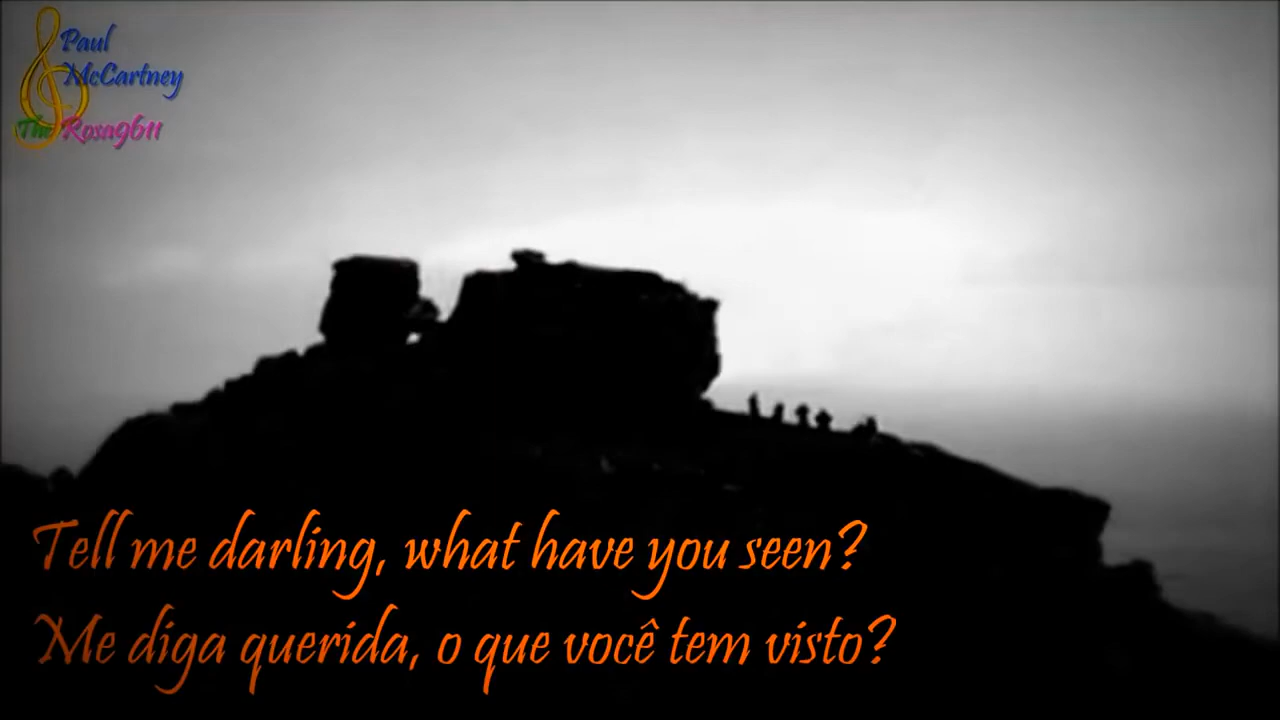 Paul
McCartney
The Rosa9611
Tell me darling, what have you seen?
Me diga querida, o que você tem visto?